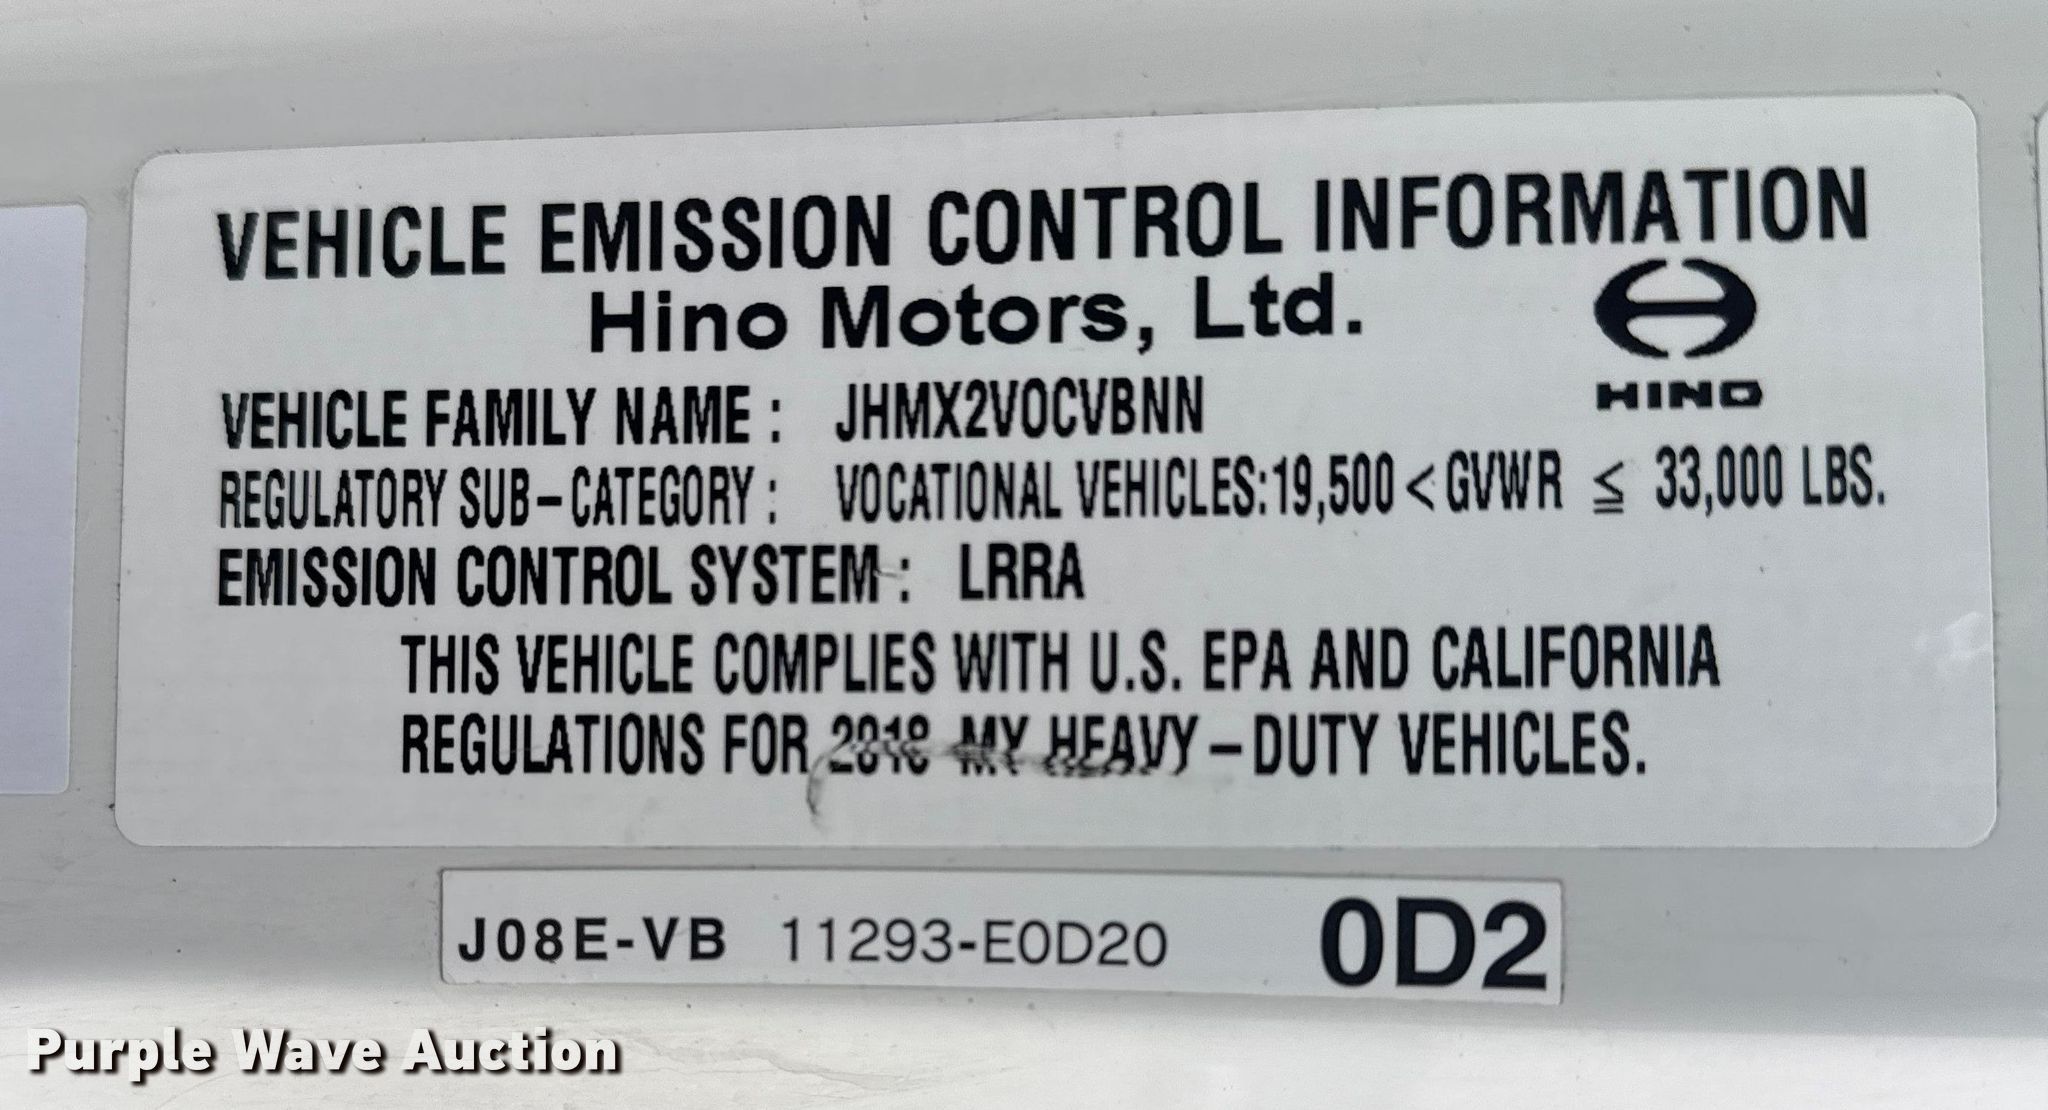 VEHICLE EMISSION CONTROL INFORMATION
Hino Motors, Ltd.
HINO
VEHICLE FAMILY NAME : JHMX2VOCVBNN
REGULATORY SUB-CATEGORY : VOCATIONAL VEHICLES:19,500 < GVWR ≤ 33,000 LBS.
EMISSION CONTROL SYSTEM : LRRA
THIS VEHICLE COMPLIES WITH U.S. EPA AND CALIFORNIA
REGULATIONS FOR 2018 MY HEAVY-DUTY VEHICLES.
J08E-VB 11293-E0D20 0D2
Purple Wave Auction